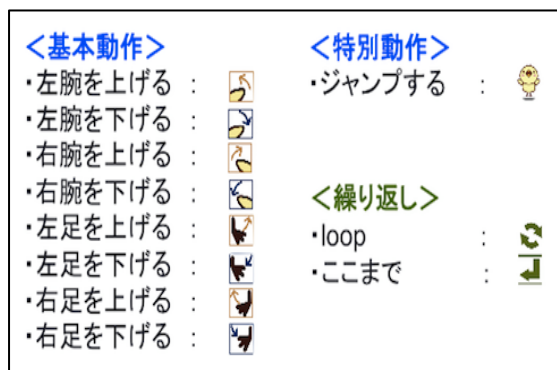 <基本動作>
・左腕を上げる :
・左腕を下げる :
・右腕を上げる :
・右腕を下げる :
・左足を上げる :
・左足を下げる :
・右足を上げる :
・右足を下げる :
<特別動作>
・ジャンプする :
<繰り返し>
・loop :
・ここまで :